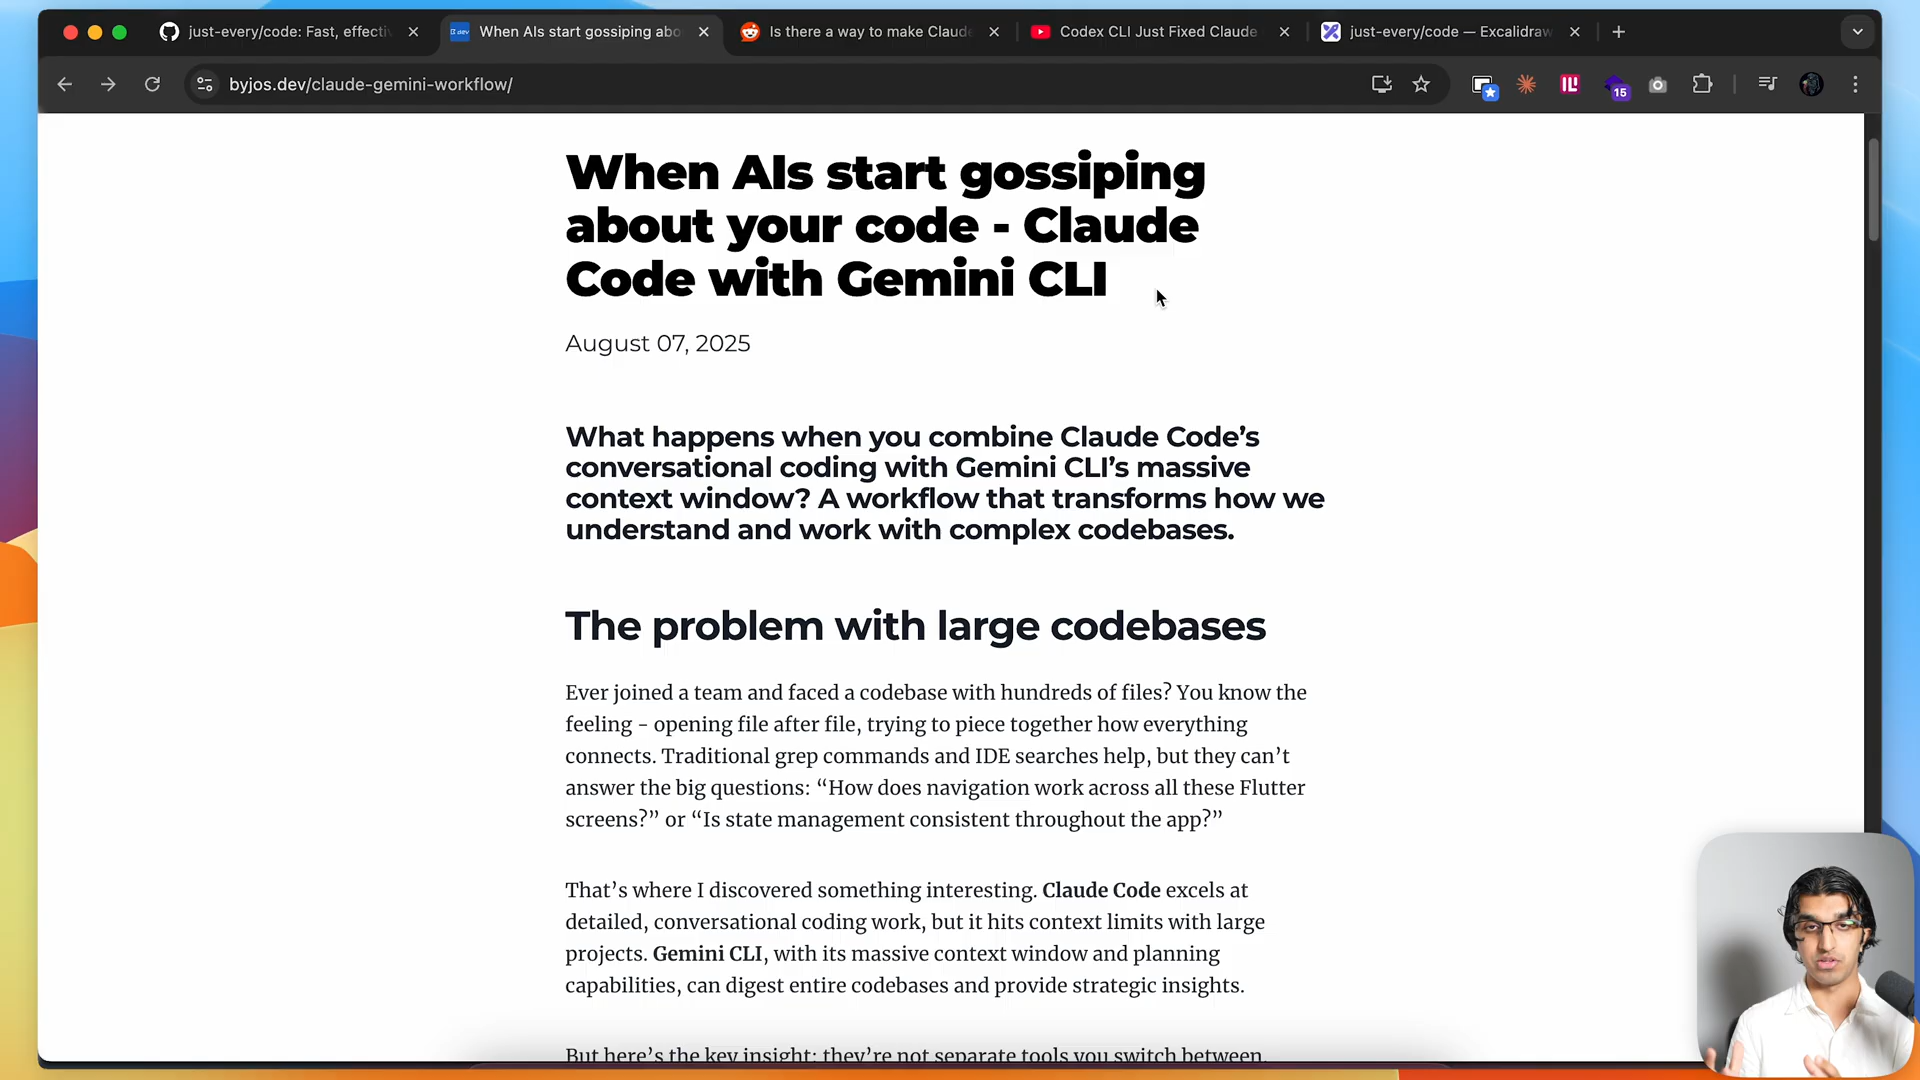 just-every/code: Fast, effecti
When AIs start gossiping abo
Is there a way to make Claude
Codex CLI Just Fixed Claude
just-every/code — Excalidraw
byjos.dev/claude-gemini-workflow/
15
When AIs start gossiping
about your code - Claude
Code with Gemini CLI
August 07, 2025
What happens when you combine Claude Code’s
conversational coding with Gemini CLI’s massive
context window? A workflow that transforms how we
understand and work with complex codebases.
The problem with large codebases
Ever joined a team and faced a codebase with hundreds of files? You know the
feeling - opening file after file, trying to piece together how everything
connects. Traditional grep commands and IDE searches help, but they can’t
answer the big questions: “How does navigation work across all these Flutter
screens?” or “Is state management consistent throughout the app?”
That’s where I discovered something interesting. Claude Code excels at
detailed, conversational coding work, but it hits context limits with large
projects. Gemini CLI, with its massive context window and planning
capabilities, can digest entire codebases and provide strategic insights.
But here’s the key insight: they’re not separate tools you switch between.